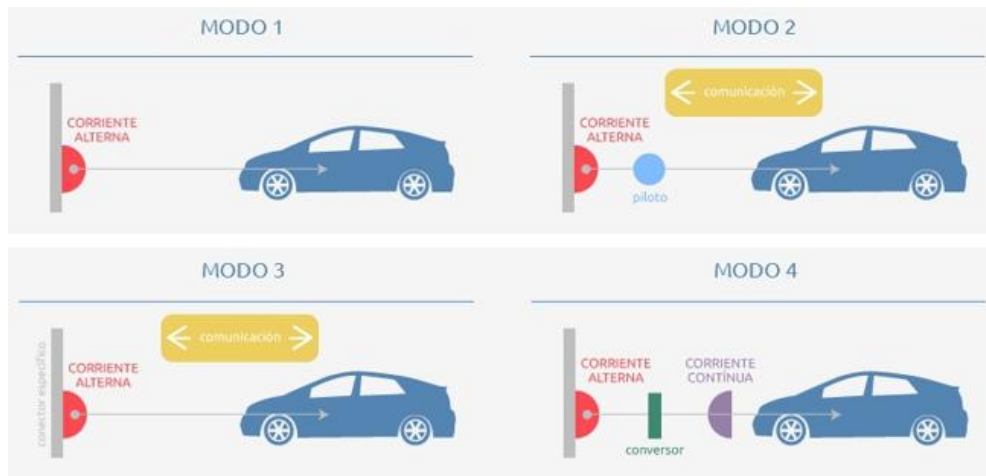 MODO 1
CORRIENTE
ALTERNA
MODO 2
comunicación
CORRIENTE
ALTERNA
piloto
MODO 3
comunicación
conector específico
CORRIENTE
ALTERNA
MODO 4
CORRIENTE
ALTERNA
CORRIENTE
CONTÍNUA
conversor